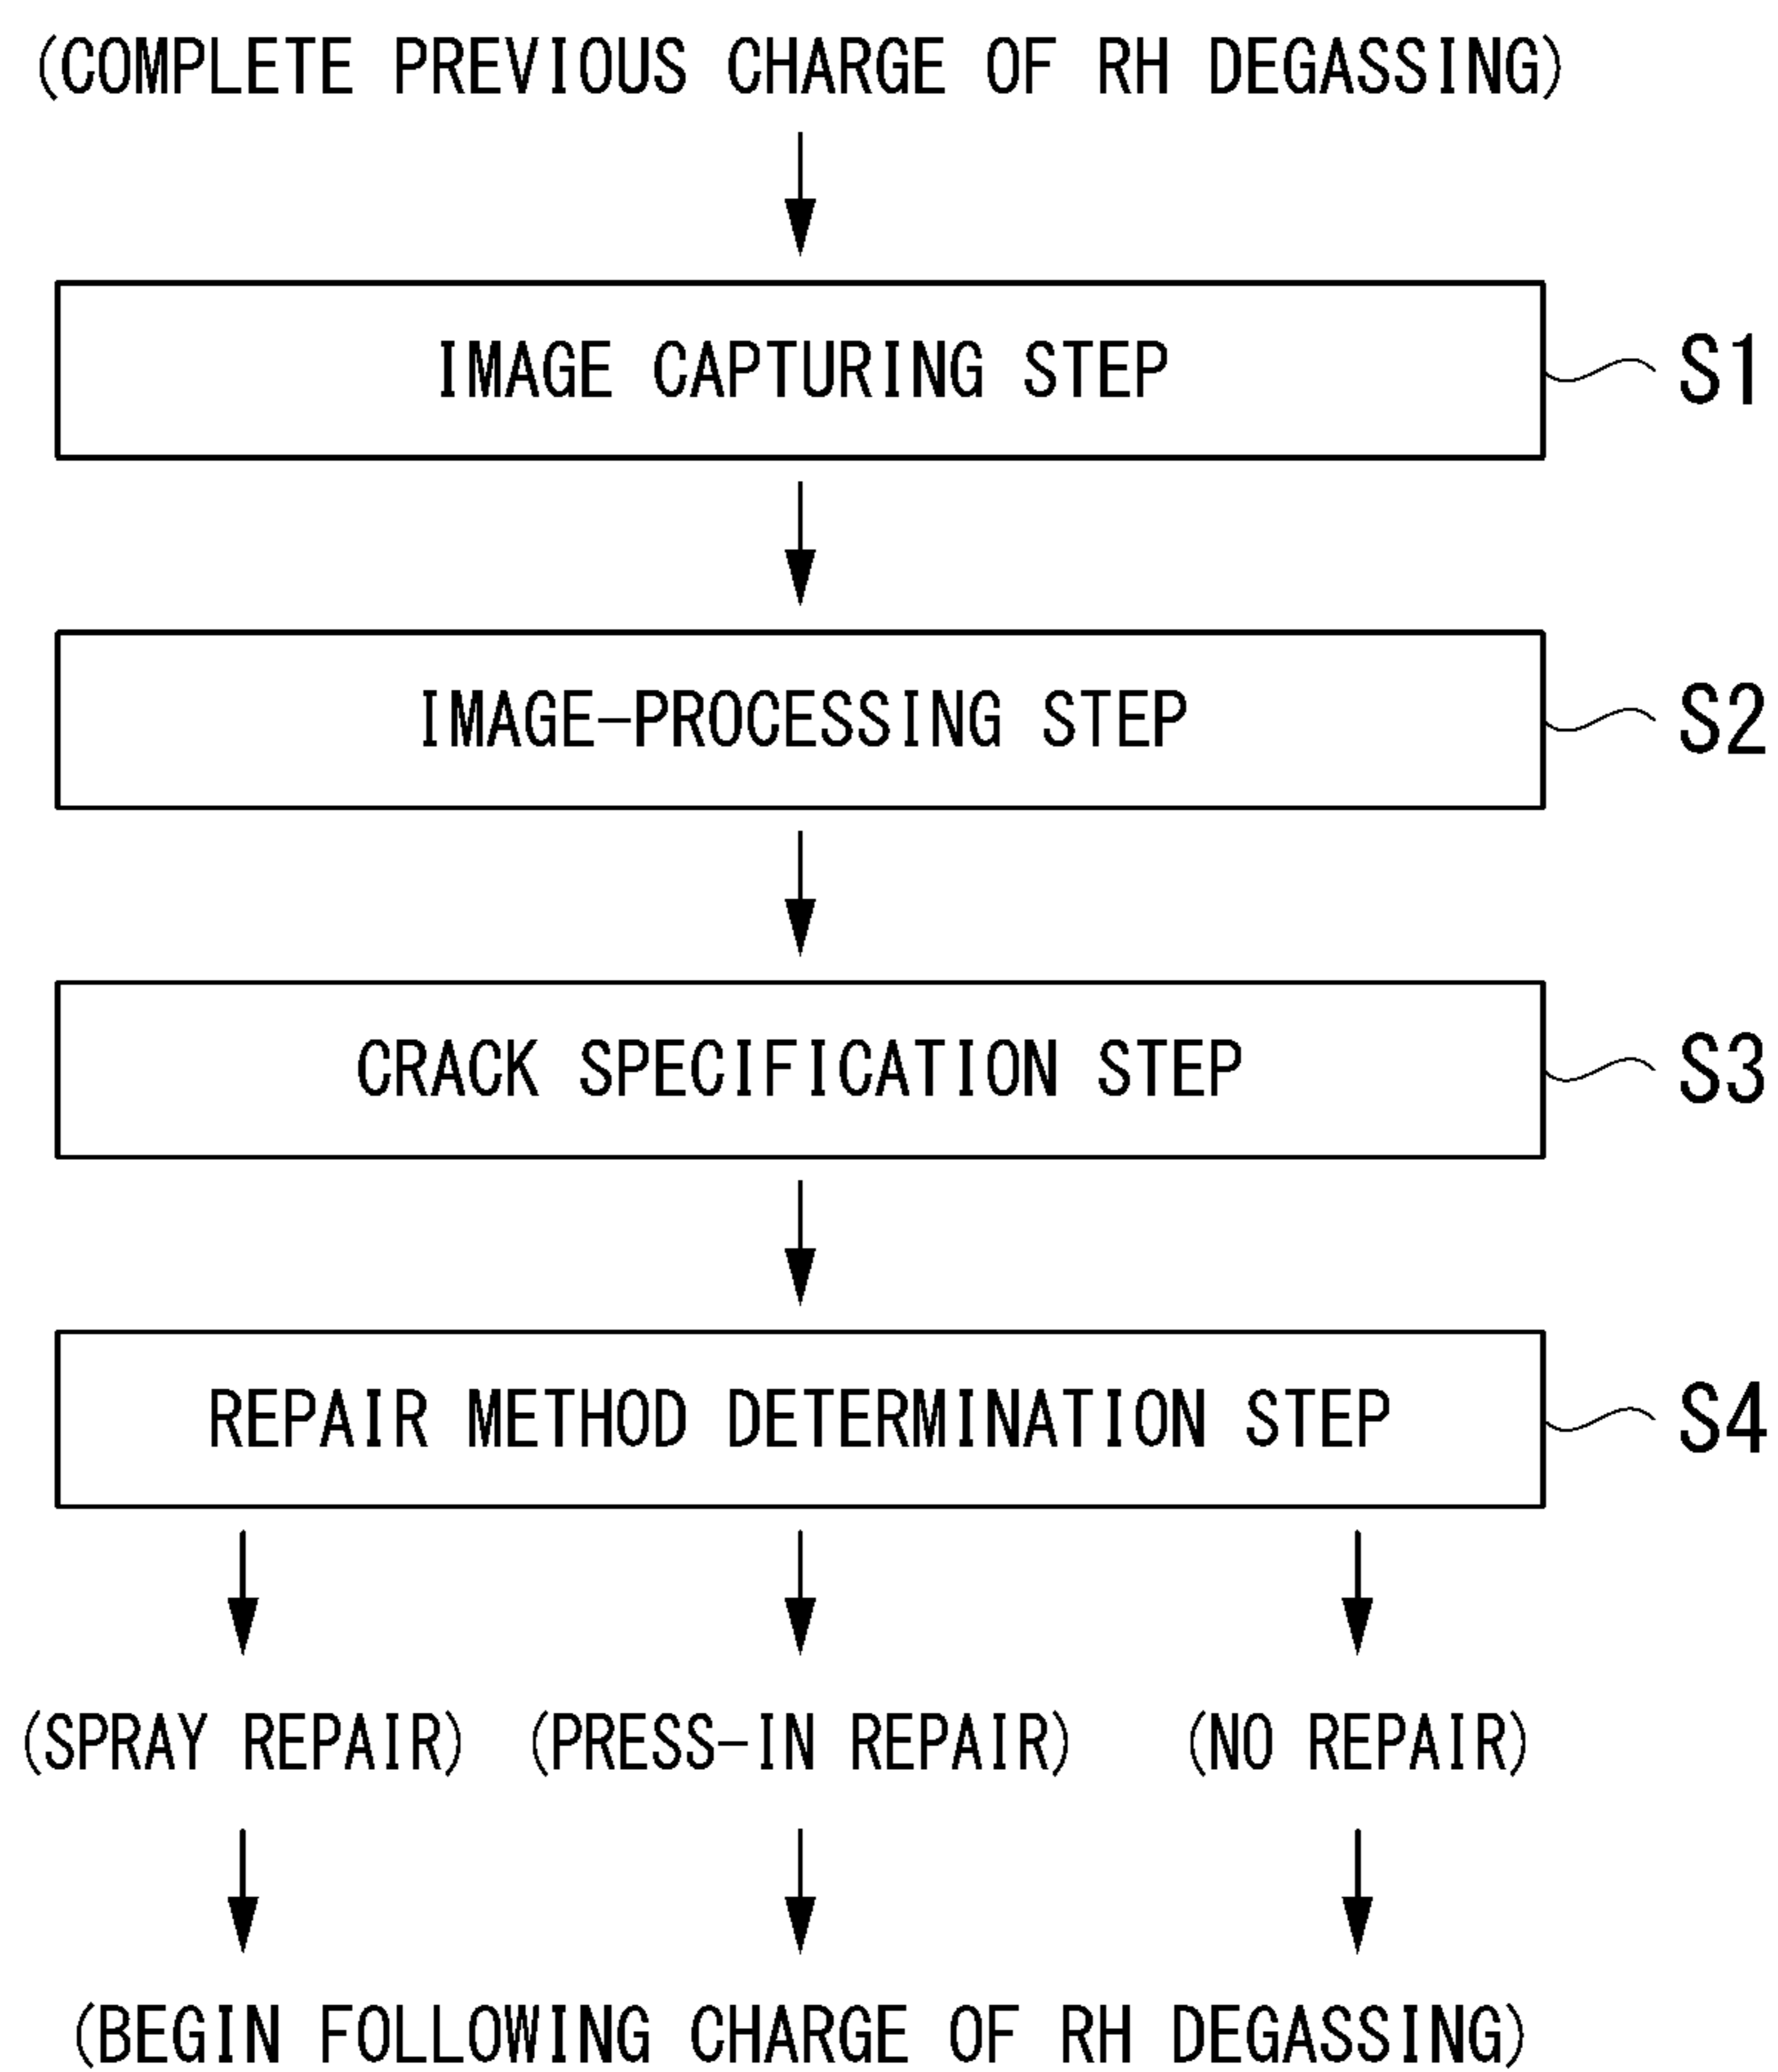 (COMPLETE PREVIOUS CHARGE OF RH DEGASSING)
IMAGE CAPTURING STEP S1
IMAGE-PROCESSING STEP S2
CRACK SPECIFICATION STEP S3
REPAIR METHOD DETERMINATION STEP S4
(SPRAY REPAIR) (PRESS-IN REPAIR) (NO REPAIR)
(BEGIN FOLLOWING CHARGE OF RH DEGASSING)